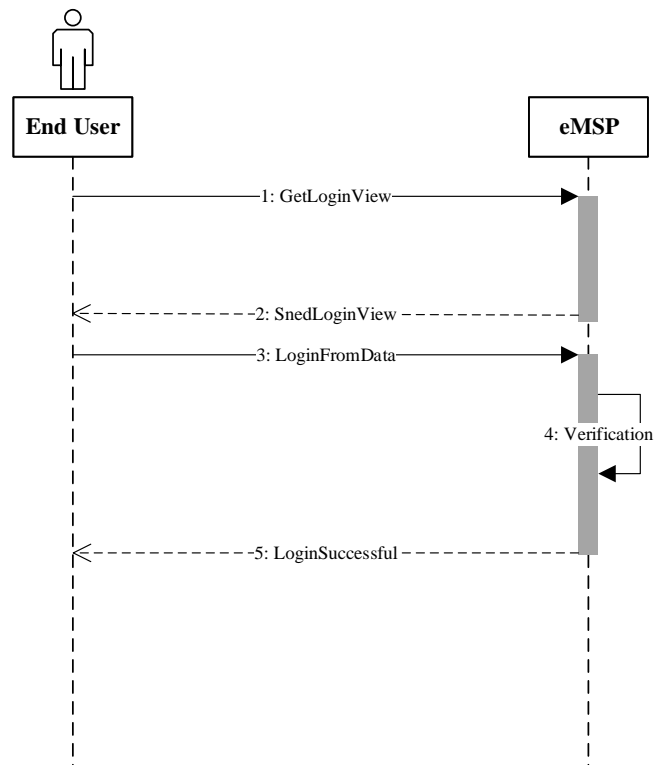 End User
eMSP
1: GetLoginView
2: SnedLoginView
3: LoginFromData
4: Verification
5: LoginSuccessful